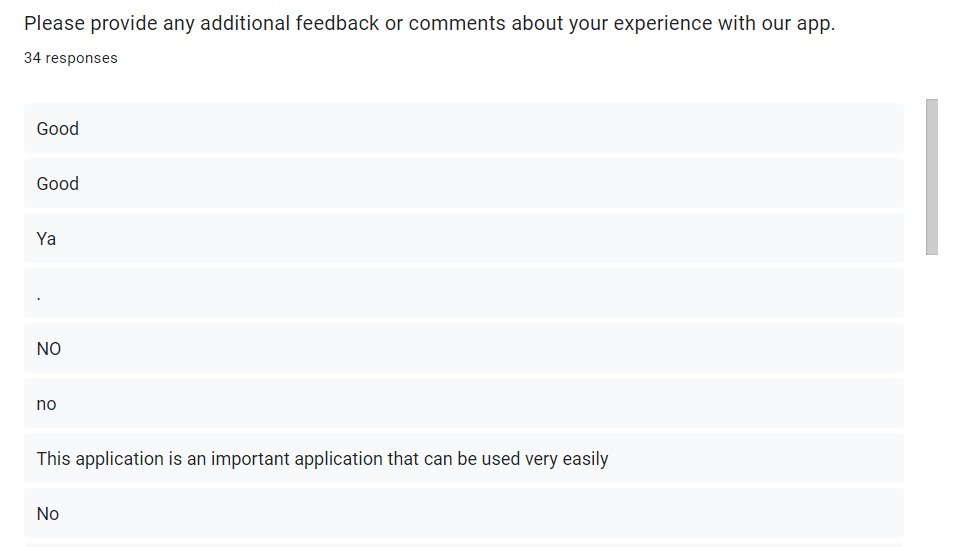 Please provide any additional feedback or comments about your experience with our app.
34 responses
Good
Good
Ya
.
NO
no
This application is an important application that can be used very easily
No